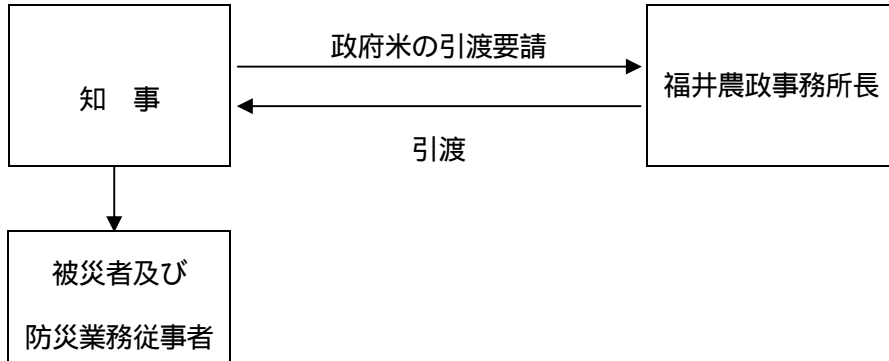 政府米の引渡要請
知　事
福井農政事務所長
引渡
被災者及び
防災業務従事者